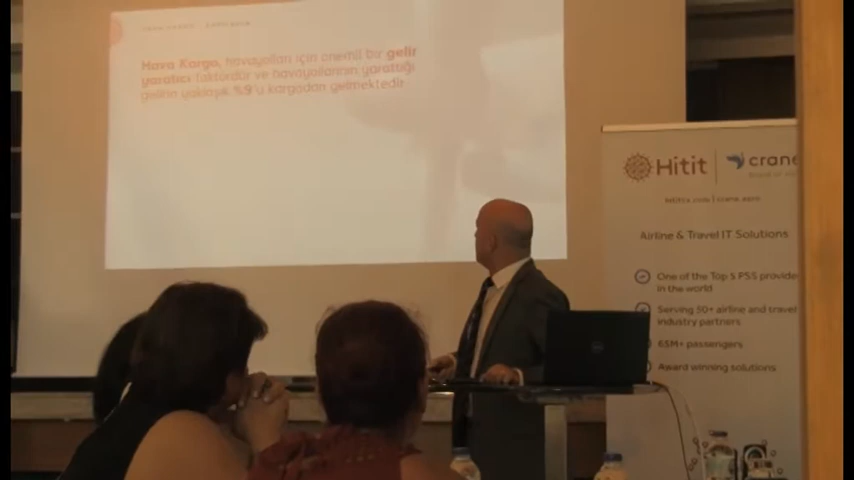 Hava Kargo, havayolları için önemli bir gelir
yaratıcı faktördür ve havayollarının yarattığı
gelirin yaklaşık %9'u kargodan gelmektedir.
Hitit
crane
Airline & Travel IT Solutions
One of the Top 5 PSS provide
in the world
Serving 50+ airline and travel
industry partners
65M+ passengers
Award winning solutions